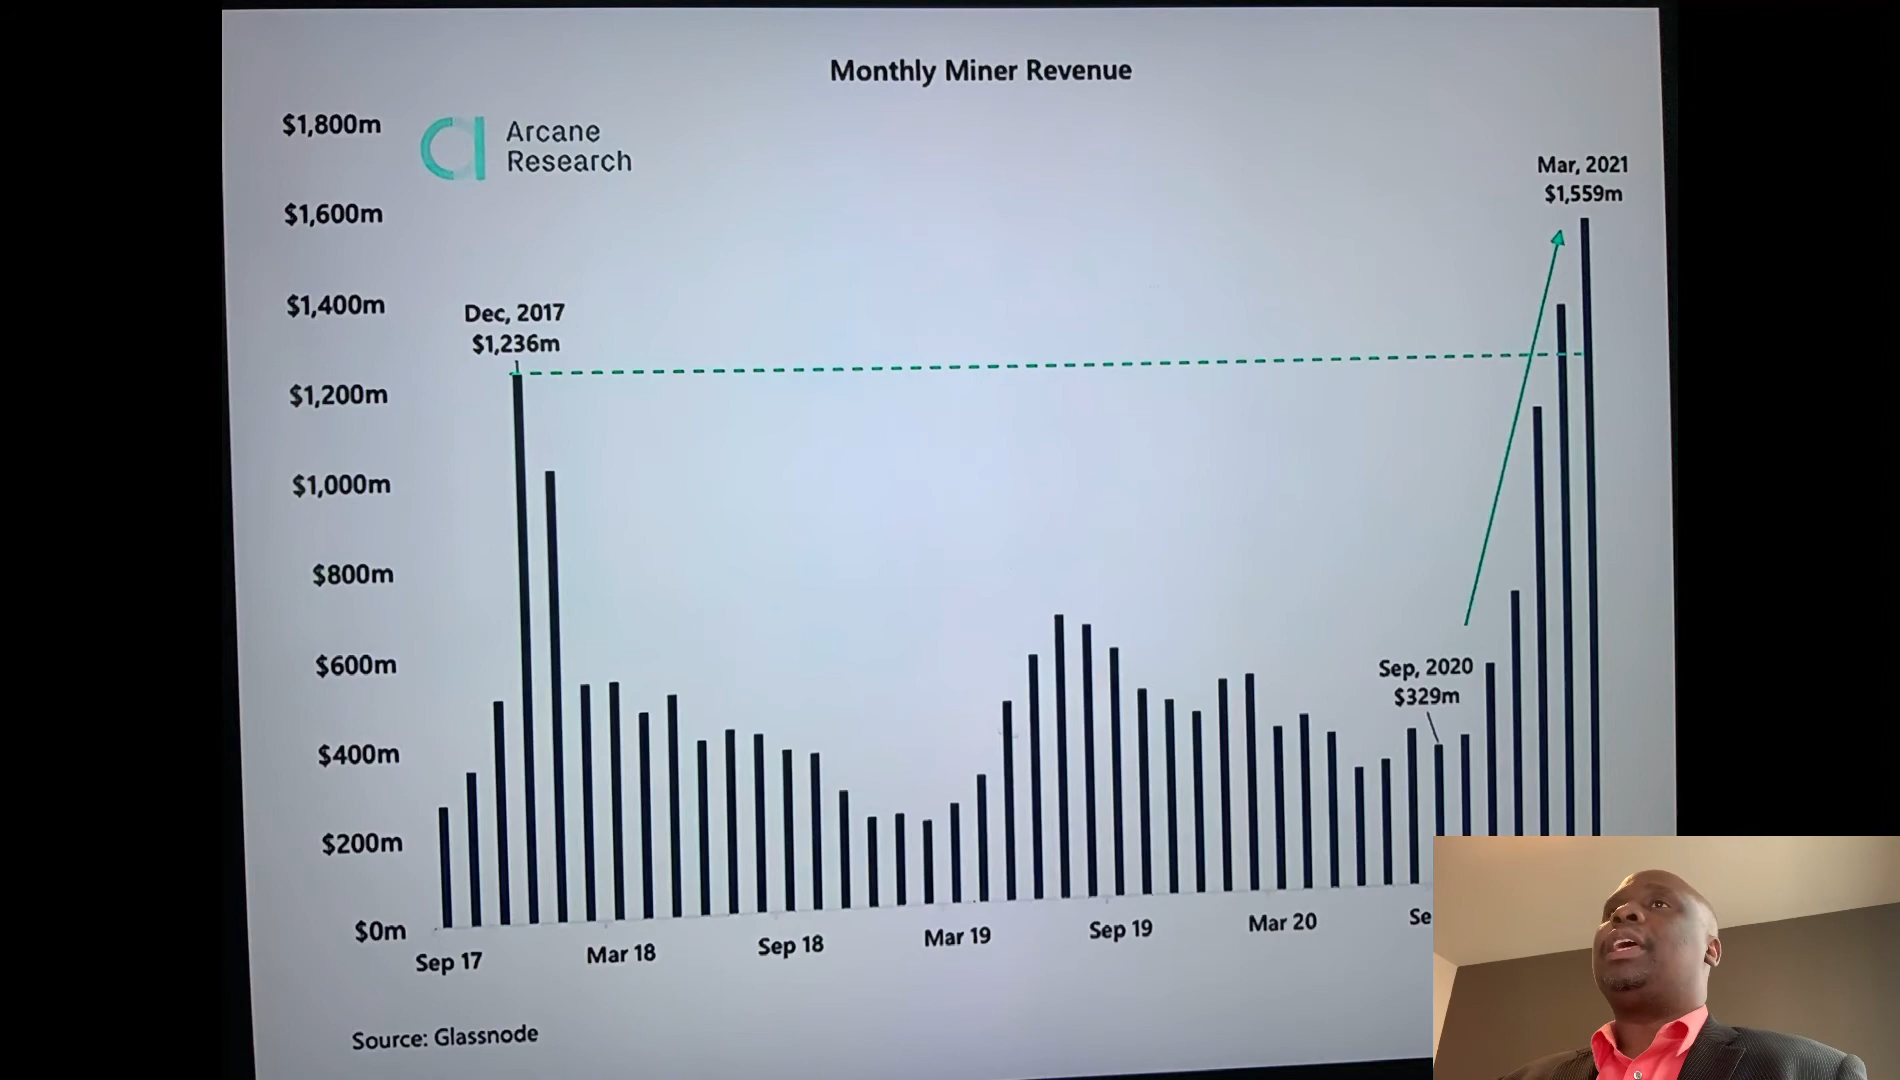 Monthly Miner Revenue
$1,800m
Arcane
Research
Mar, 2021
$1,559m
$1,600m
$1,400m
Dec, 2017
$1,236m
$1,200m
$1,000m
$800m
$600m
Sep, 2020
$329m
$400m
$200m
$0m
Sep 17
Mar 18
Sep 18
Mar 19
Sep 19
Mar 20
Se
Source: Glassnode